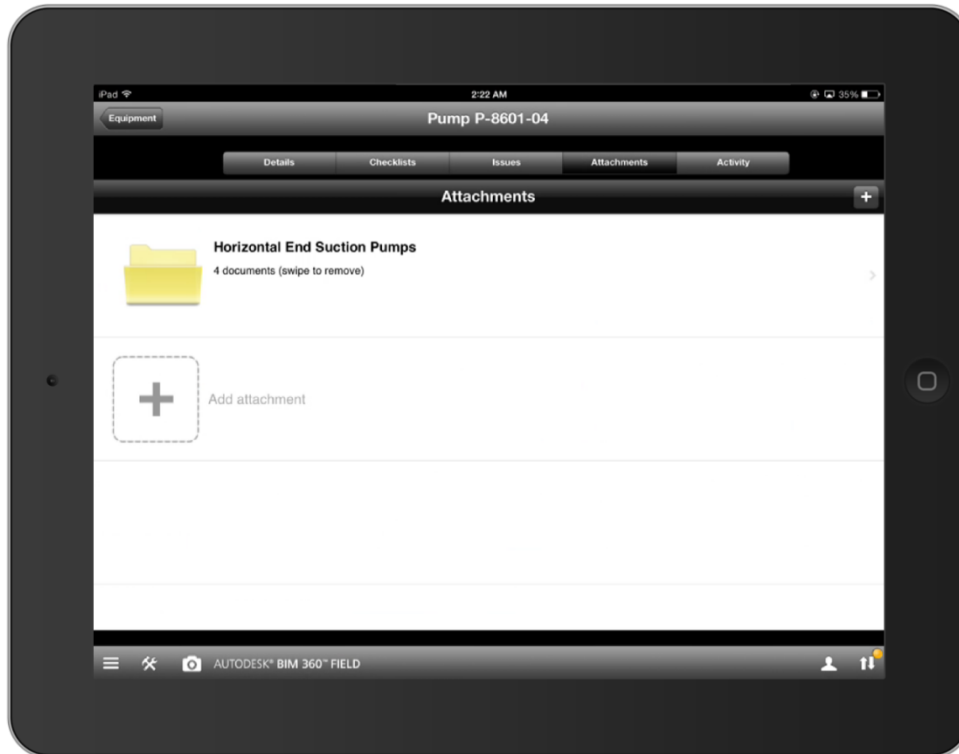 iPad 2:22 AM 35%
Equipment Pump P-8601-04
Details Checklists Issues Attachments Activity
Attachments
Horizontal End Suction Pumps
4 documents (swipe to remove)
Add attachment
AUTODESK® BIM 360™ FIELD